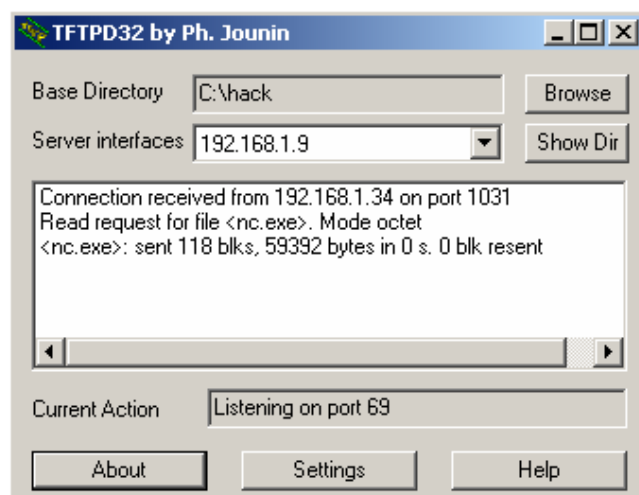 TFTPD32 by Ph. Jounin
Base Directory C:\hack Browse
Server interfaces 192.168.1.9 Show Dir
Connection received from 192.168.1.34 on port 1031
Read request for file <nc.exe>. Mode octet
<nc.exe>: sent 118 blks, 59392 bytes in 0 s. 0 blk resent
Current Action Listening on port 69
About Settings Help